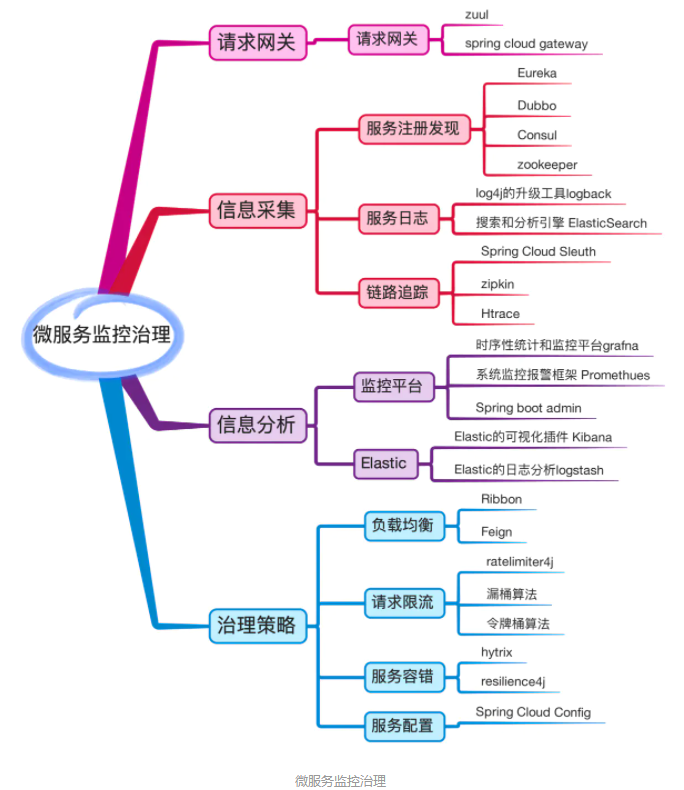 请求网关
请求网关
zuul
spring cloud gateway
信息采集
服务注册发现
Eureka
Dubbo
Consul
zookeeper
服务日志
log4j的升级工具logback
搜索和分析引擎 ElasticSearch
链路追踪
Spring Cloud Sleuth
zipkin
Htrace
微服务监控治理
信息分析
监控平台
时序性统计和监控平台grafna
系统监控报警框架 Promethues
Spring boot admin
Elastic
Elastic的可视化插件 Kibana
Elastic的日志分析logstash
治理策略
负载均衡
Ribbon
Feign
请求限流
ratelimiter4j
漏桶算法
令牌桶算法
服务容错
hytrix
resilience4j
服务配置
Spring Cloud Config
微服务监控治理